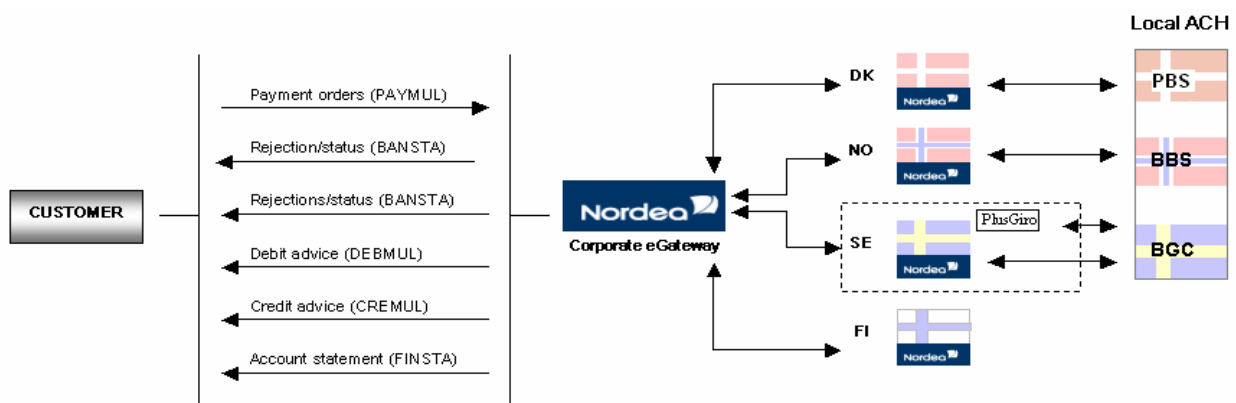 Local ACH
DK
Nordea
PBS
Payment orders (PAYMUL)
Rejection/status (BANSTA)
NO
Nordea
BBS
CUSTOMER
Rejections/status (BANSTA)
Nordea
Corporate eGateway
SE
PlusGiro
Nordea
BGC
Debit advice (DEBMUL)
Credit advice (CREMUL)
FI
Nordea
Account statement (FINSTA)